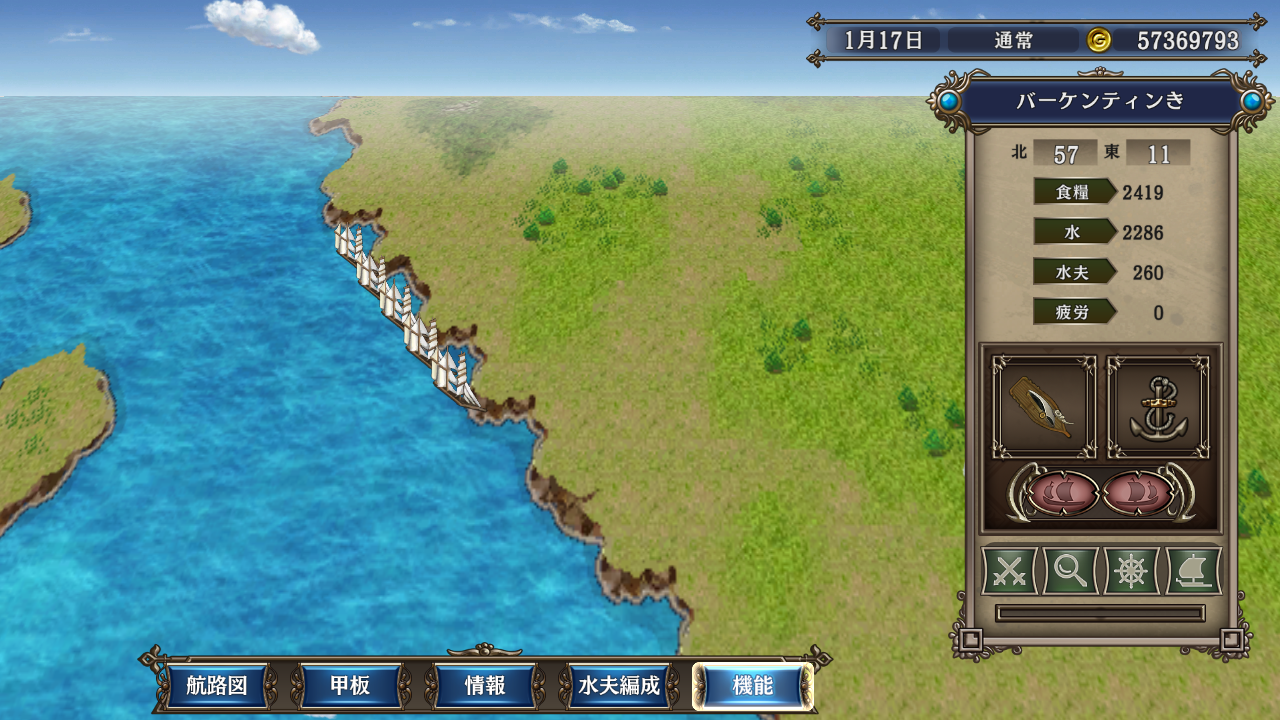 1月17日 通常 57369793
バーケンティンき
北 57 東 11
食糧 2419
水 2286
水夫 260
疲労 0
航路図 甲板 情報 水夫編成 機能